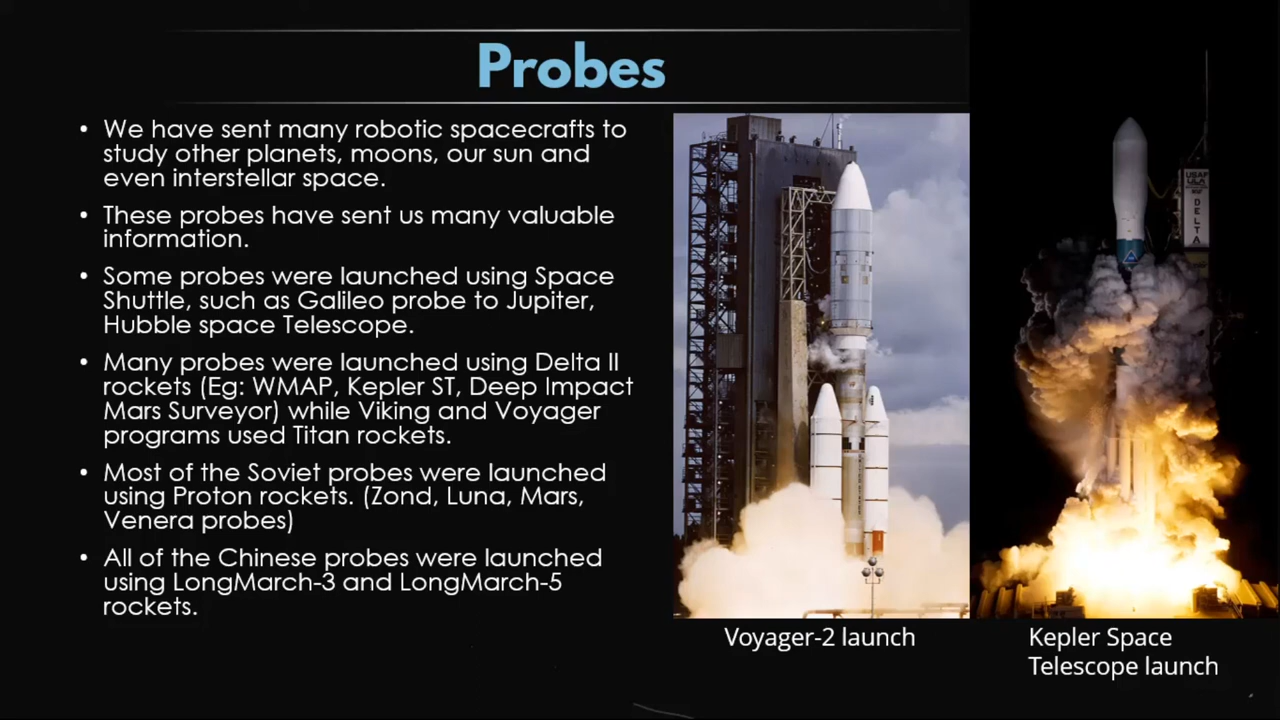 Probes
• We have sent many robotic spacecrafts to
study other planets, moons, our sun and
even interstellar space.
• These probes have sent us many valuable
information.
• Some probes were launched using Space
Shuttle, such as Galileo probe to Jupiter,
Hubble space Telescope.
• Many probes were launched using Delta II
rockets (Eg: WMAP, Kepler ST, Deep Impact
Mars Surveyor) while Viking and Voyager
programs used Titan rockets.
• Most of the Soviet probes were launched
using Proton rockets. (Zond, Luna, Mars,
Venera probes)
• All of the Chinese probes were launched
using LongMarch-3 and LongMarch-5
rockets.
USAF
ULA
DELTA
Voyager-2 launch
Kepler Space
Telescope launch